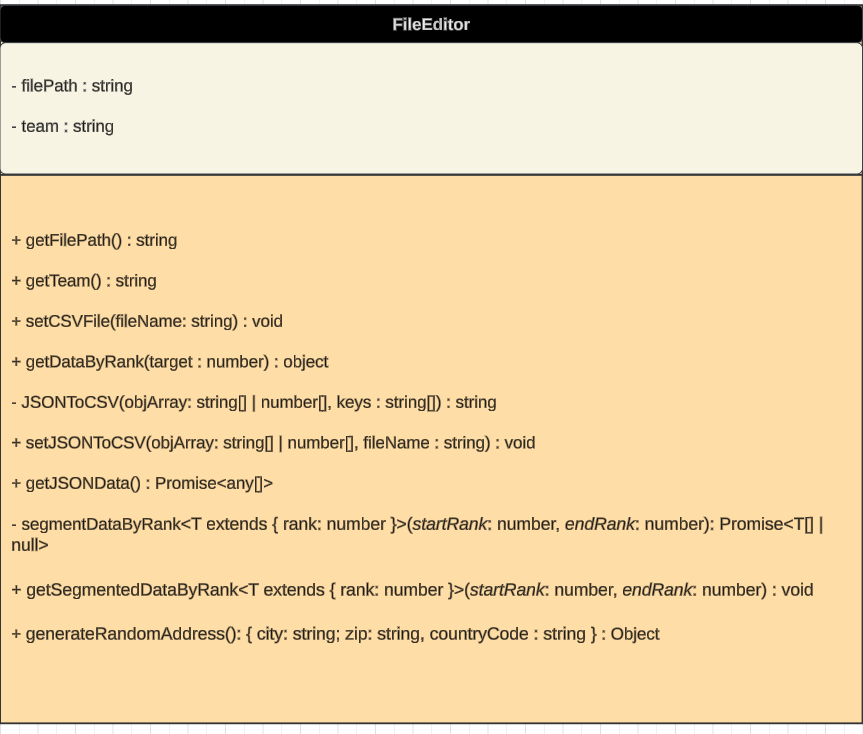 FileEditor
- filePath : string
- team : string
+ getFilePath() : string
+ getTeam() : string
+ setCSVFile(fileName: string) : void
+ getDataByRank(target : number) : object
- JSONToCSV(objArray: string[] | number[], keys : string[]) : string
+ setJSONToCSV(objArray: string[] | number[], fileName : string) : void
+ getJSONData() : Promise<any[]>
- segmentDataByRank<T extends { rank: number }>(startRank: number, endRank: number): Promise<T[] |
null>
+ getSegmentedDataByRank<T extends { rank: number }>(startRank: number, endRank: number) : void
+ generateRandomAddress(): { city: string; zip: string, countryCode : string } : Object